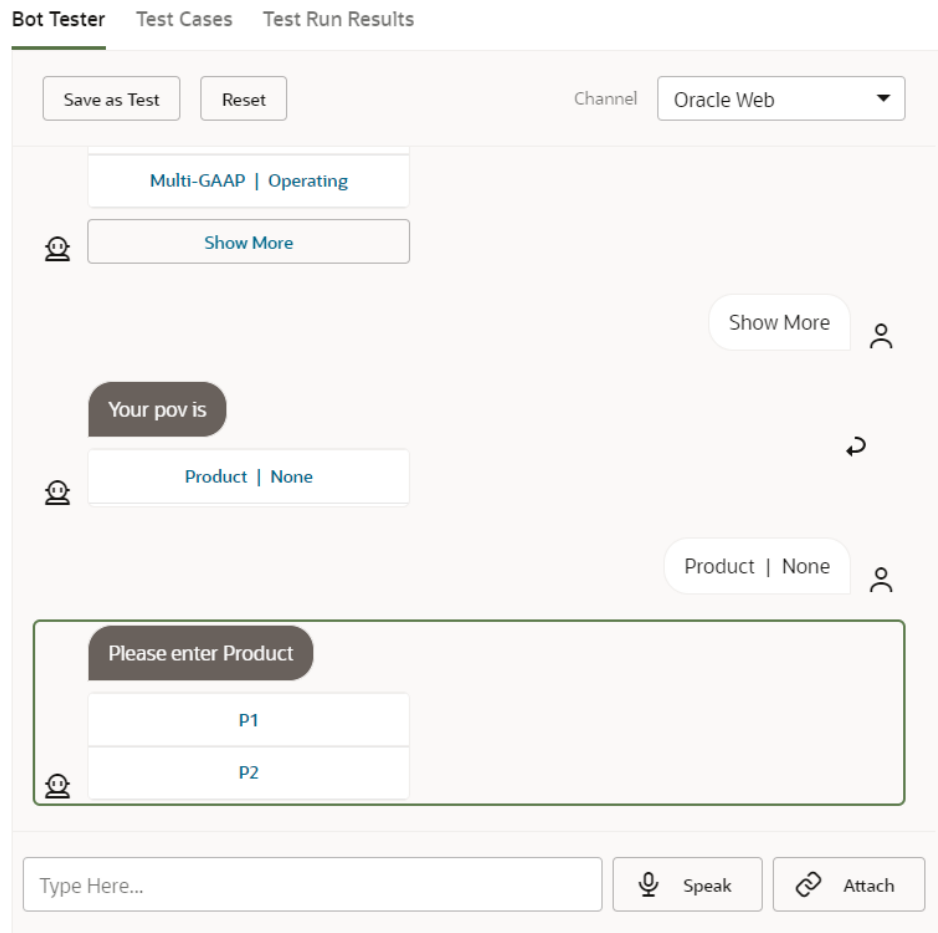 Bot Tester Test Cases Test Run Results
Save as Test Reset Channel Oracle Web
Multi-GAAP | Operating
Show More
Show More
Your pov is
Product | None
Product | None
Please enter Product
P1
P2
Type Here... Speak Attach